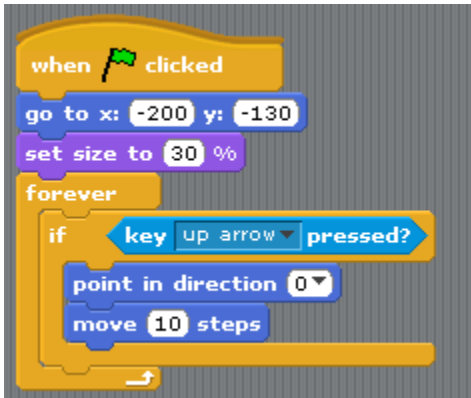 when clicked
go to x: -200 y: -130
set size to 30 %
forever
if key up arrow pressed?
point in direction 0
move 10 steps